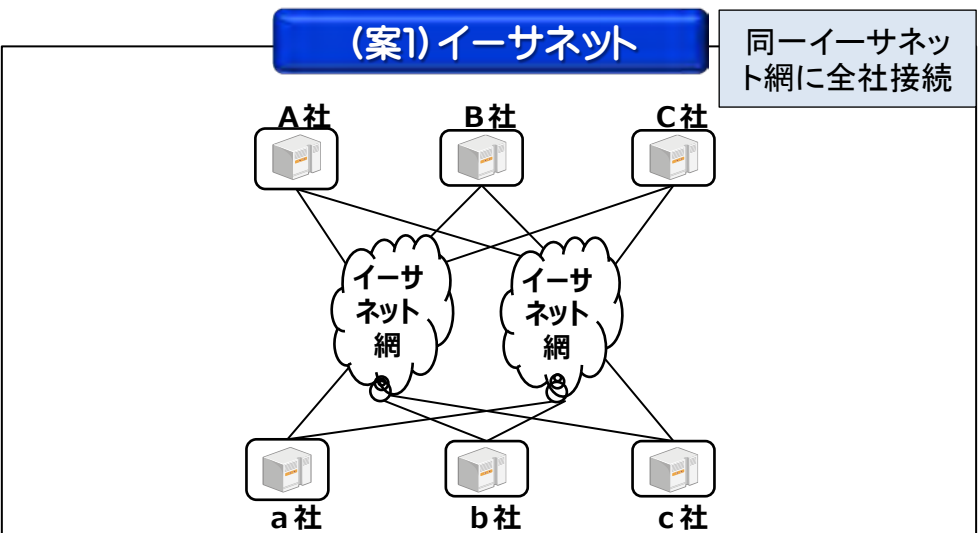 (案1)イーサネット
同一イーサネッ
ト網に全社接続
A社
B社
C社
イーサ
ネット
網
イーサ
ネット
網
a社
b社
c社